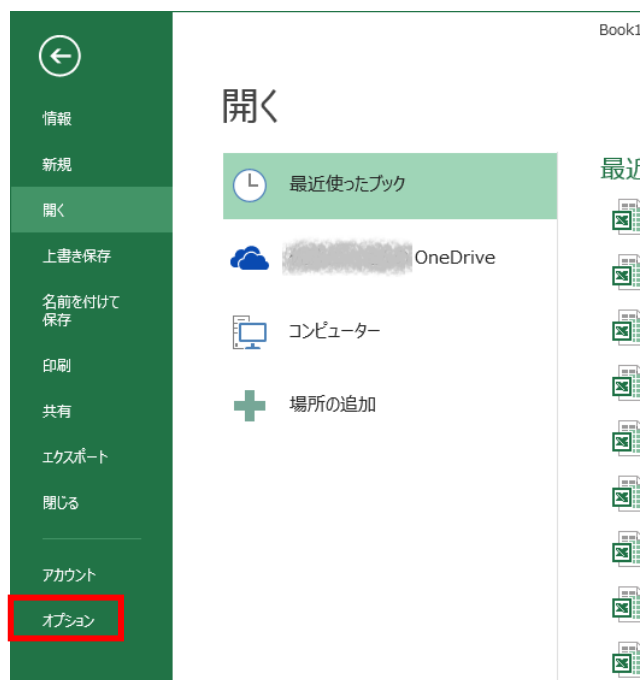 Book1
情報
新規
開く
上書き保存
名前を付けて
保存
印刷
共有
エクスポート
閉じる
アカウント
オプション
開く
最近使ったブック
OneDrive
コンピューター
場所の追加
最近